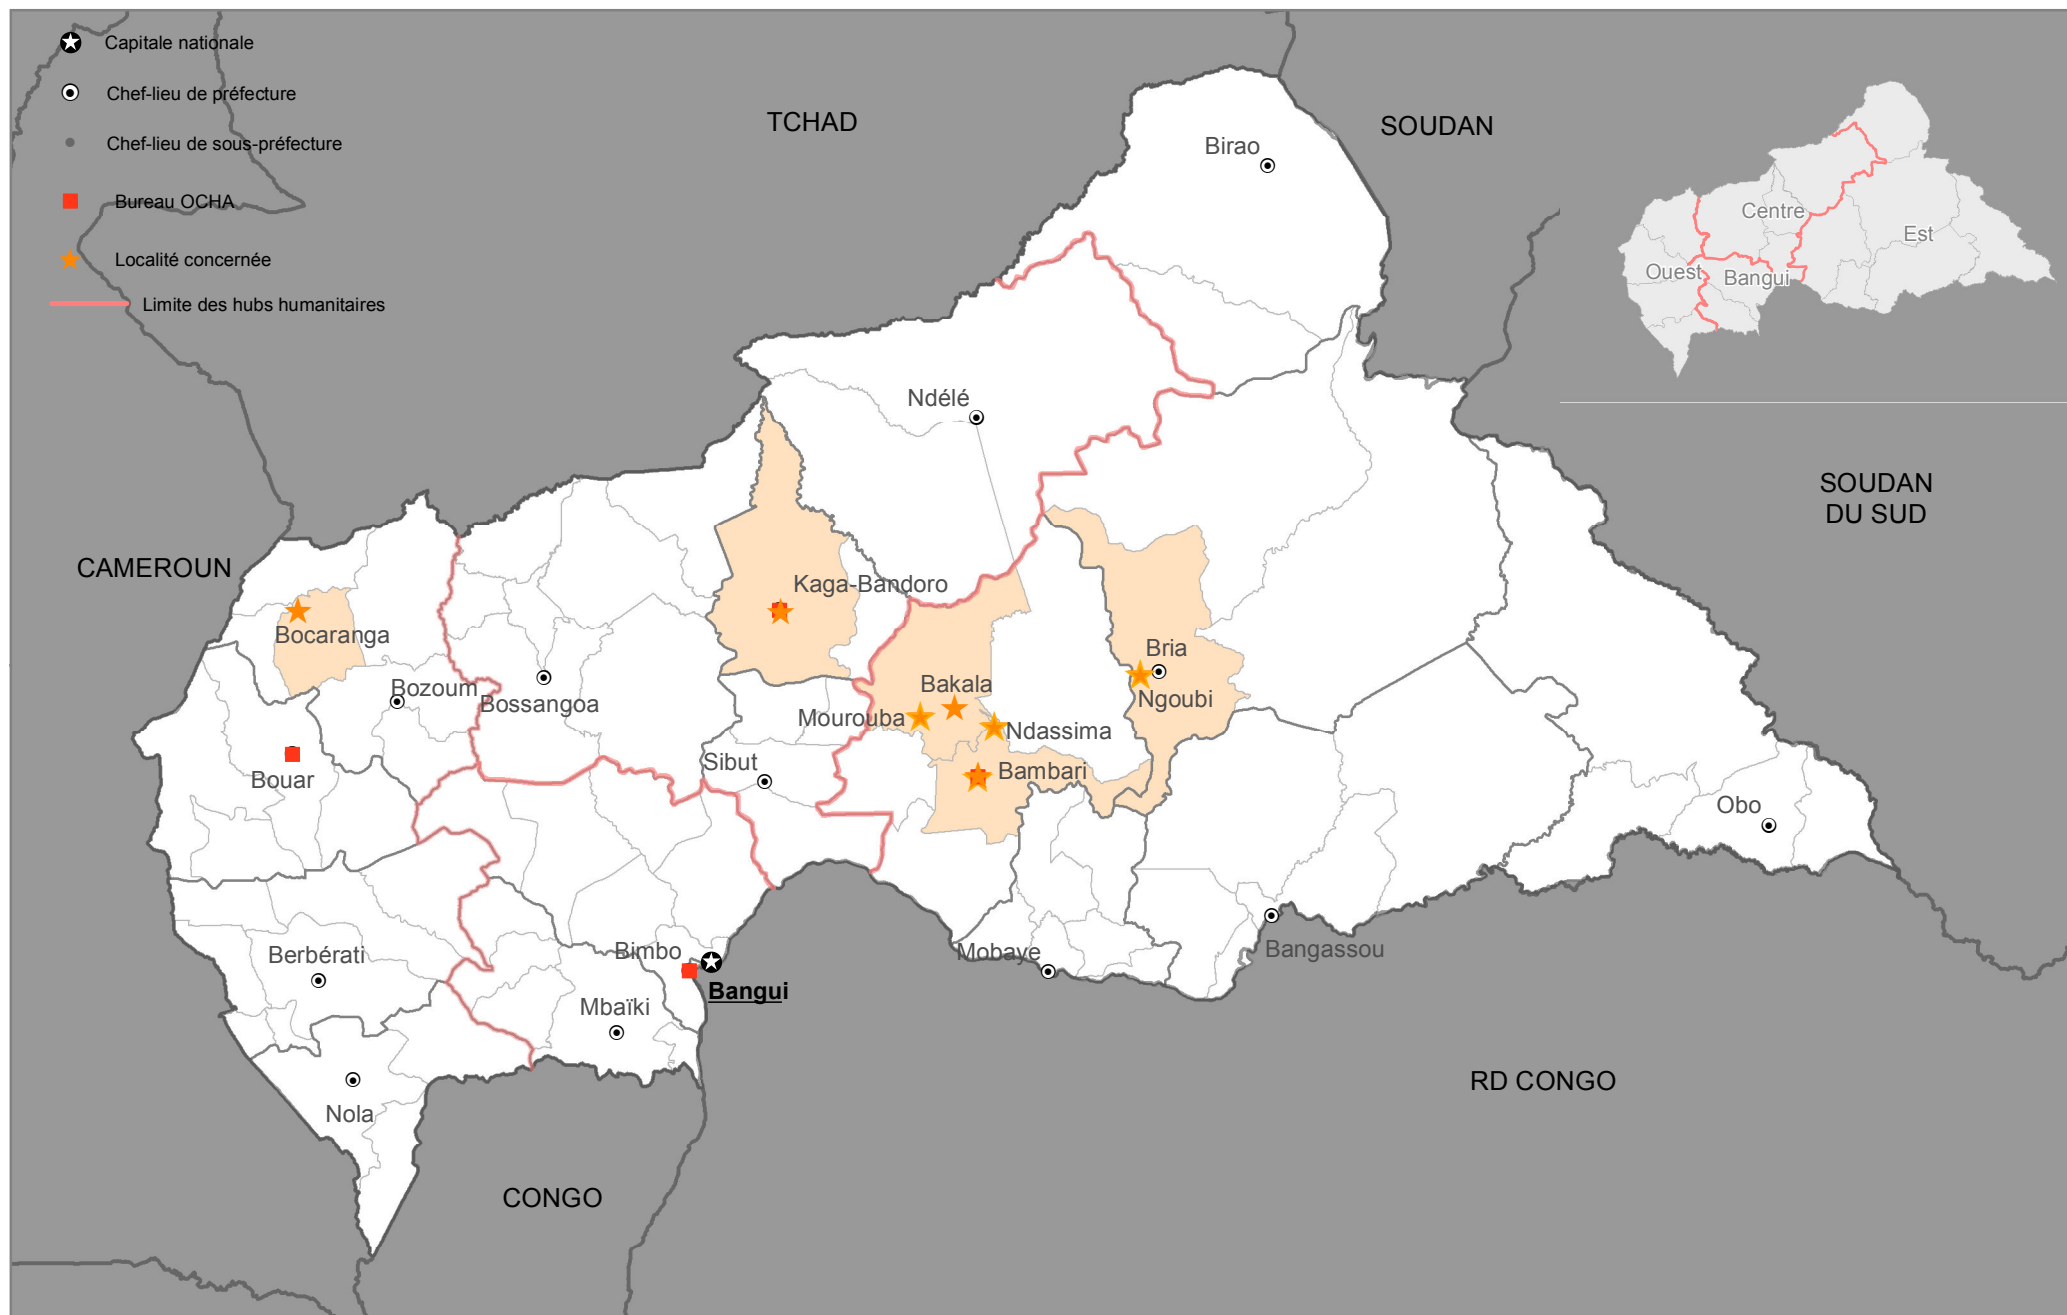 Capitale nationale
Chef-lieu de préfecture
Chef-lieu de sous-préfecture
Bureau OCHA
Localité concernée
Limite des hubs humanitaires
TCHAD
SOUDAN
Birao
Centre
Est
Ouest
Bangui
Ndélé
SOUDAN
DU SUD
CAMEROUN
Kaga-Bandoro
Bocaranga
Bria
Bozoum
Bossangoa
Bakala
Ngoubi
Mourouba
Ndassima
Sibut
Bambari
Bouar
Obo
Berbérati
Bimbo
Mobaye
Bangassou
Bangui
Mbaïki
Nola
RD CONGO
CONGO